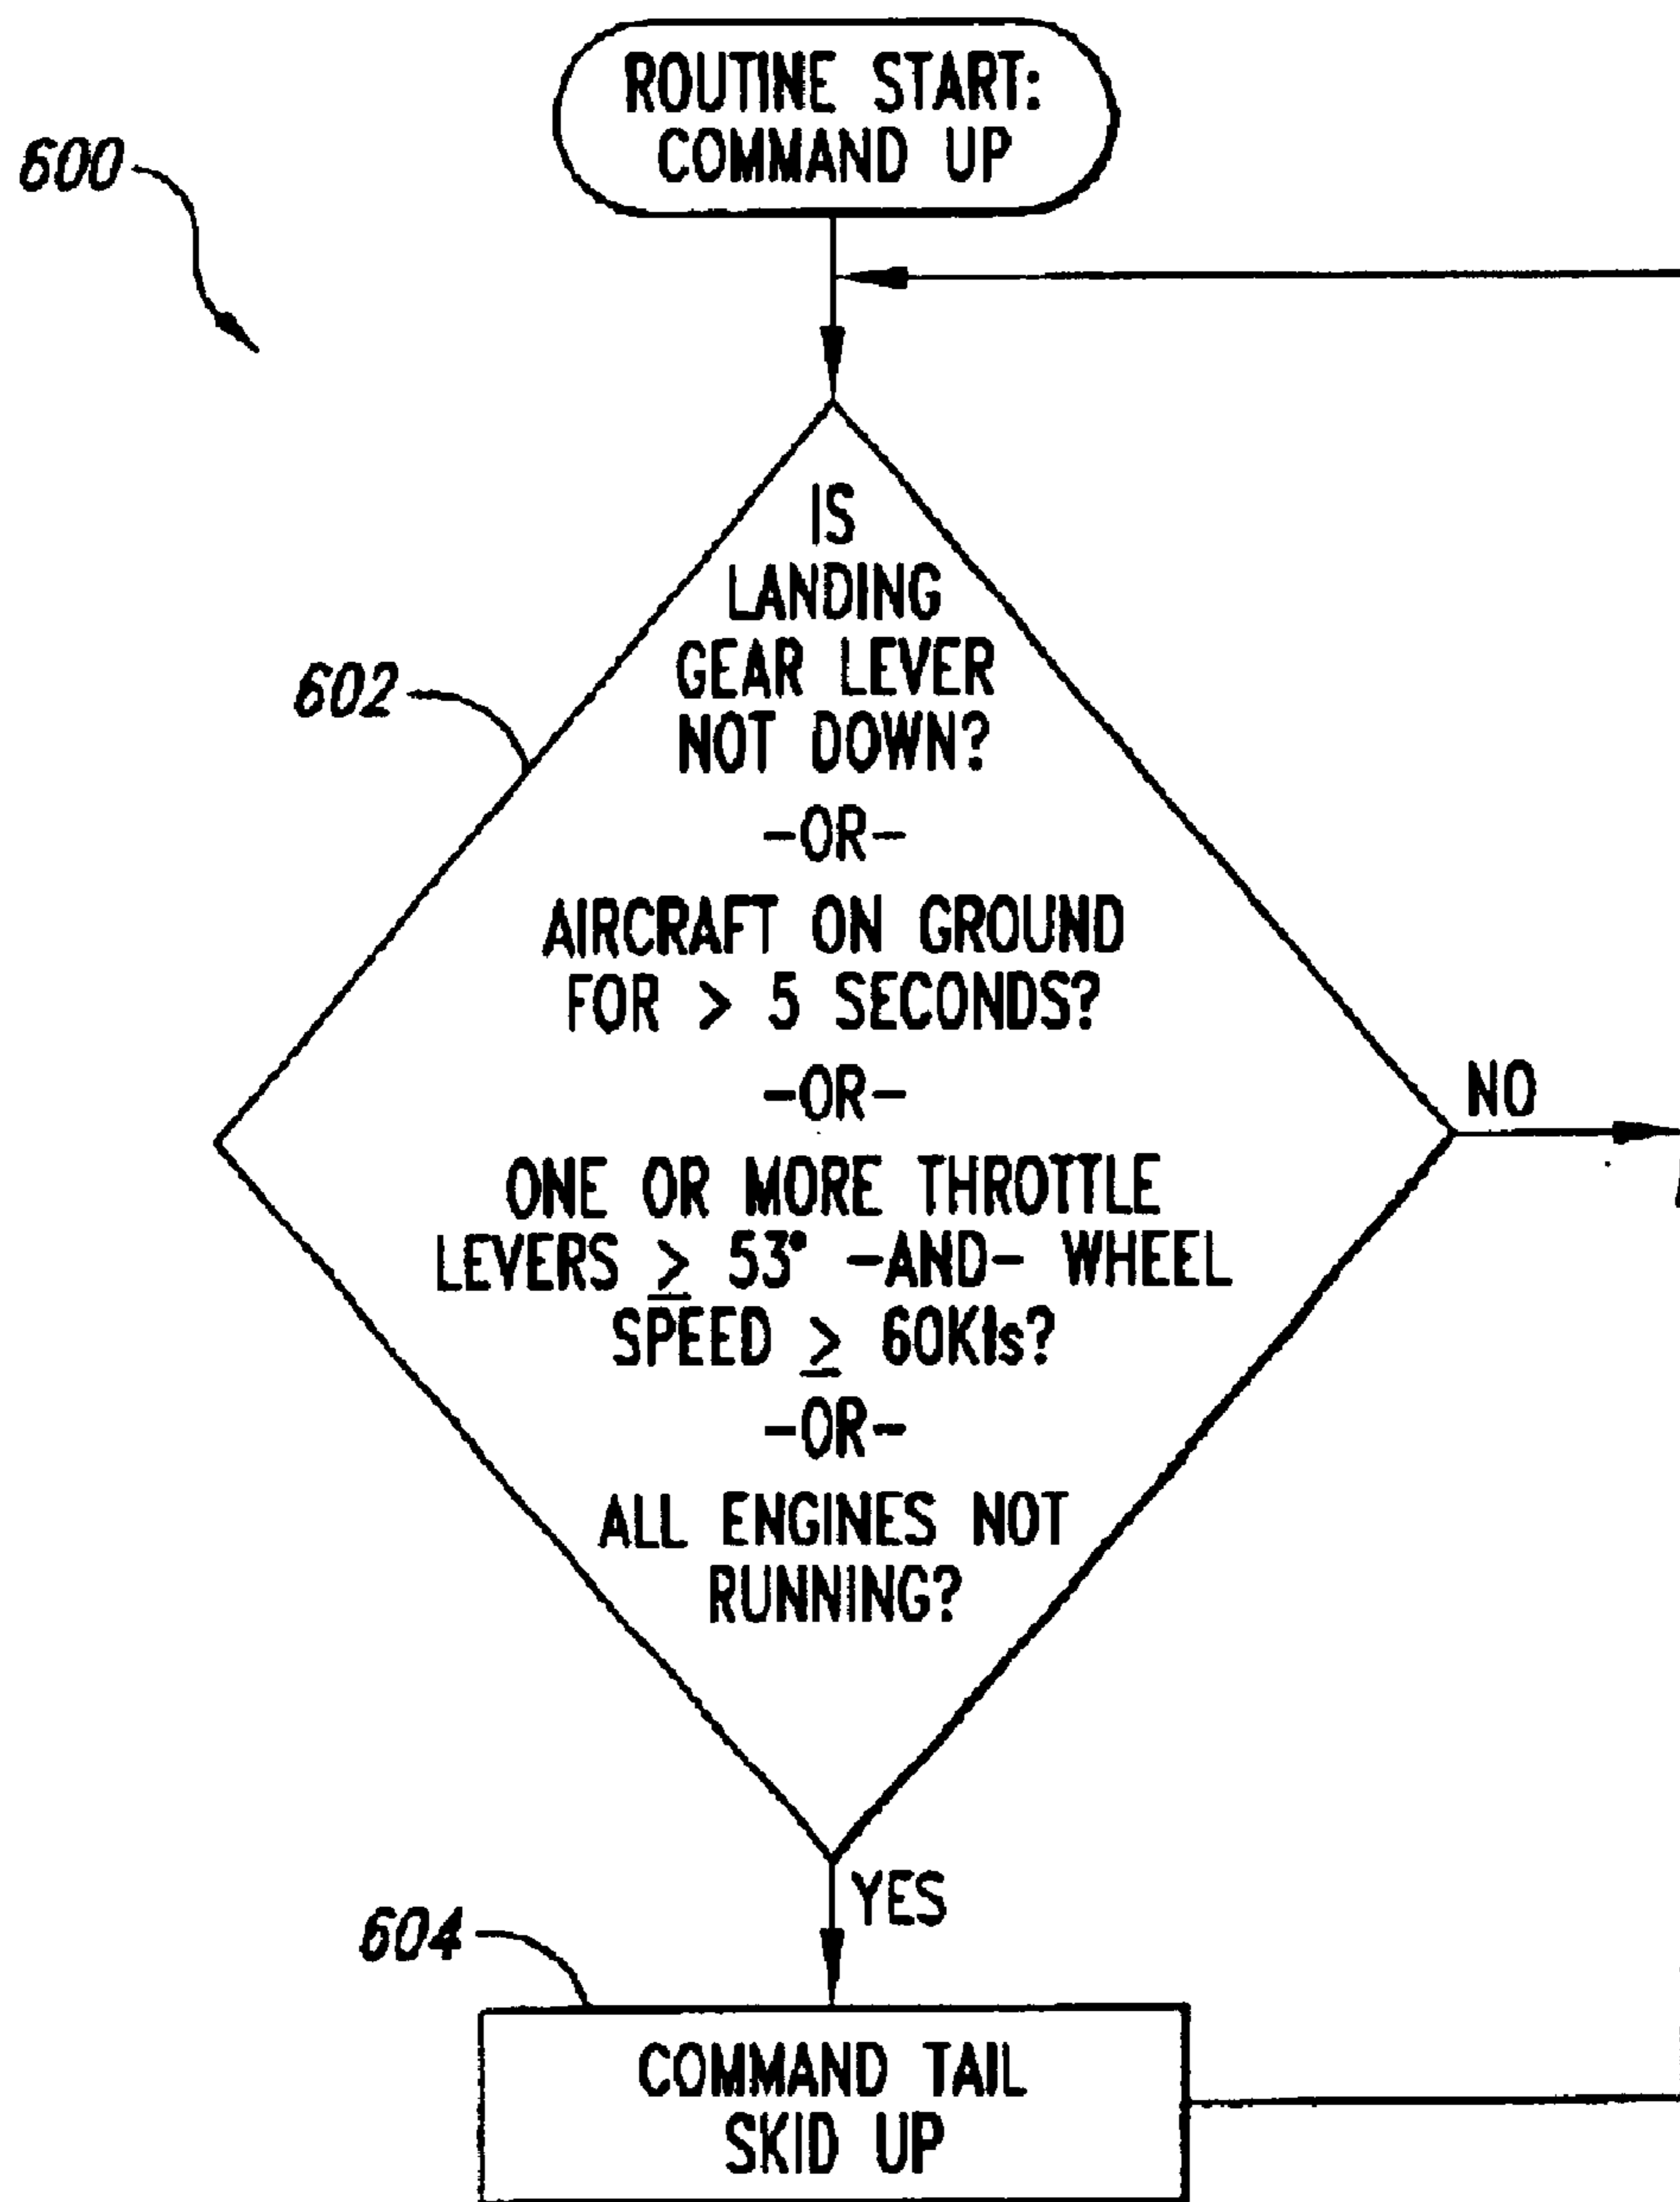 ROUTINE START:
COMMAND UP
600
IS
LANDING
GEAR LEVER
NOT DOWN?
602
-OR-
AIRCRAFT ON GROUND
FOR > 5 SECONDS?
-OR-
NO
ONE OR MORE THROTTLE
LEVERS ≥ 53° -AND- WHEEL
SPEED ≥ 60Kts?
-OR-
ALL ENGINES NOT
RUNNING?
YES
604
COMMAND TAIL
SKID UP